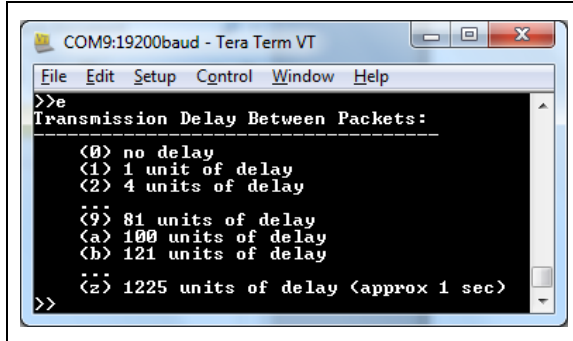 COM9:19200baud - Tera Term VT
File Edit Setup Control Window Help
>>e
Transmission Delay Between Packets:
-------------------------------------
(0) no delay
(1) 1 unit of delay
(2) 4 units of delay
...
(9) 81 units of delay
(a) 100 units of delay
(b) 121 units of delay
...
(z) 1225 units of delay (approx 1 sec)
>>